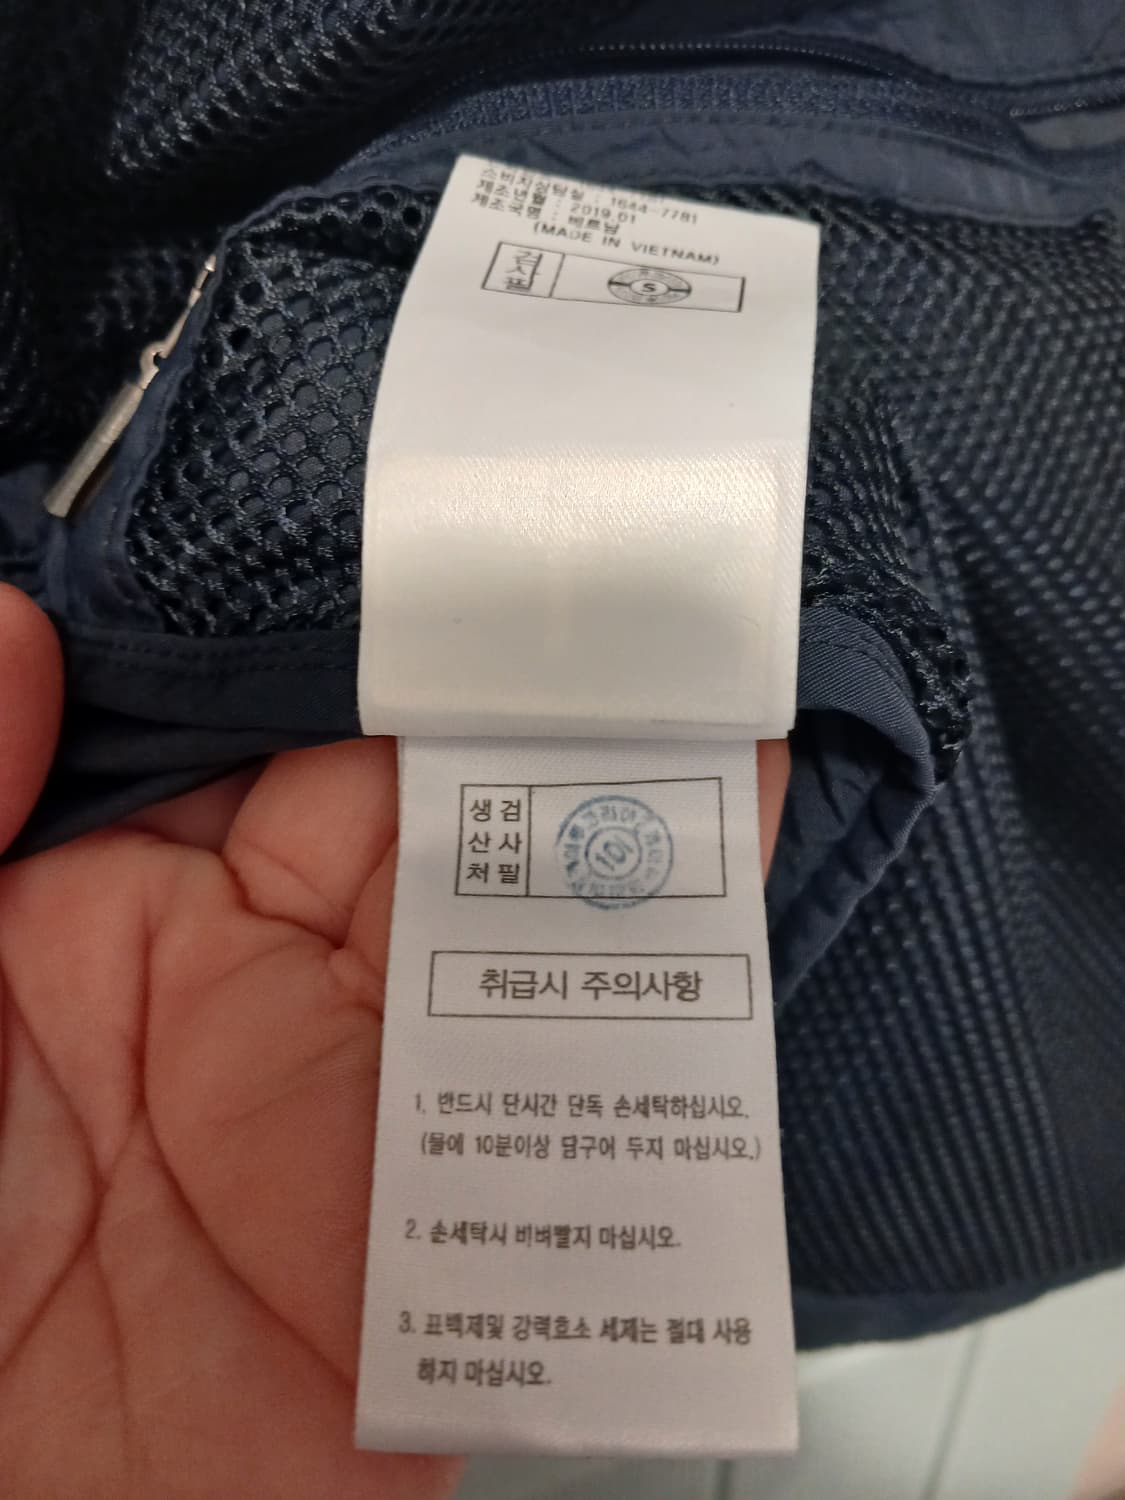 소비자상담실 : 1644-7781
제조년월 : 2019.01
제조국명 : 베트남
(MADE IN VIETNAM)
검사필
S
생산처
검사필
101
취급시 주의사항
1. 반드시 단시간 단독 손세탁하십시오.
(물에 10분이상 담구어 두지 마십시오.)
2. 손세탁시 비벼빨지 마십시오.
3. 표백제및 강력효소 세제는 절대 사용
하지 마십시오.